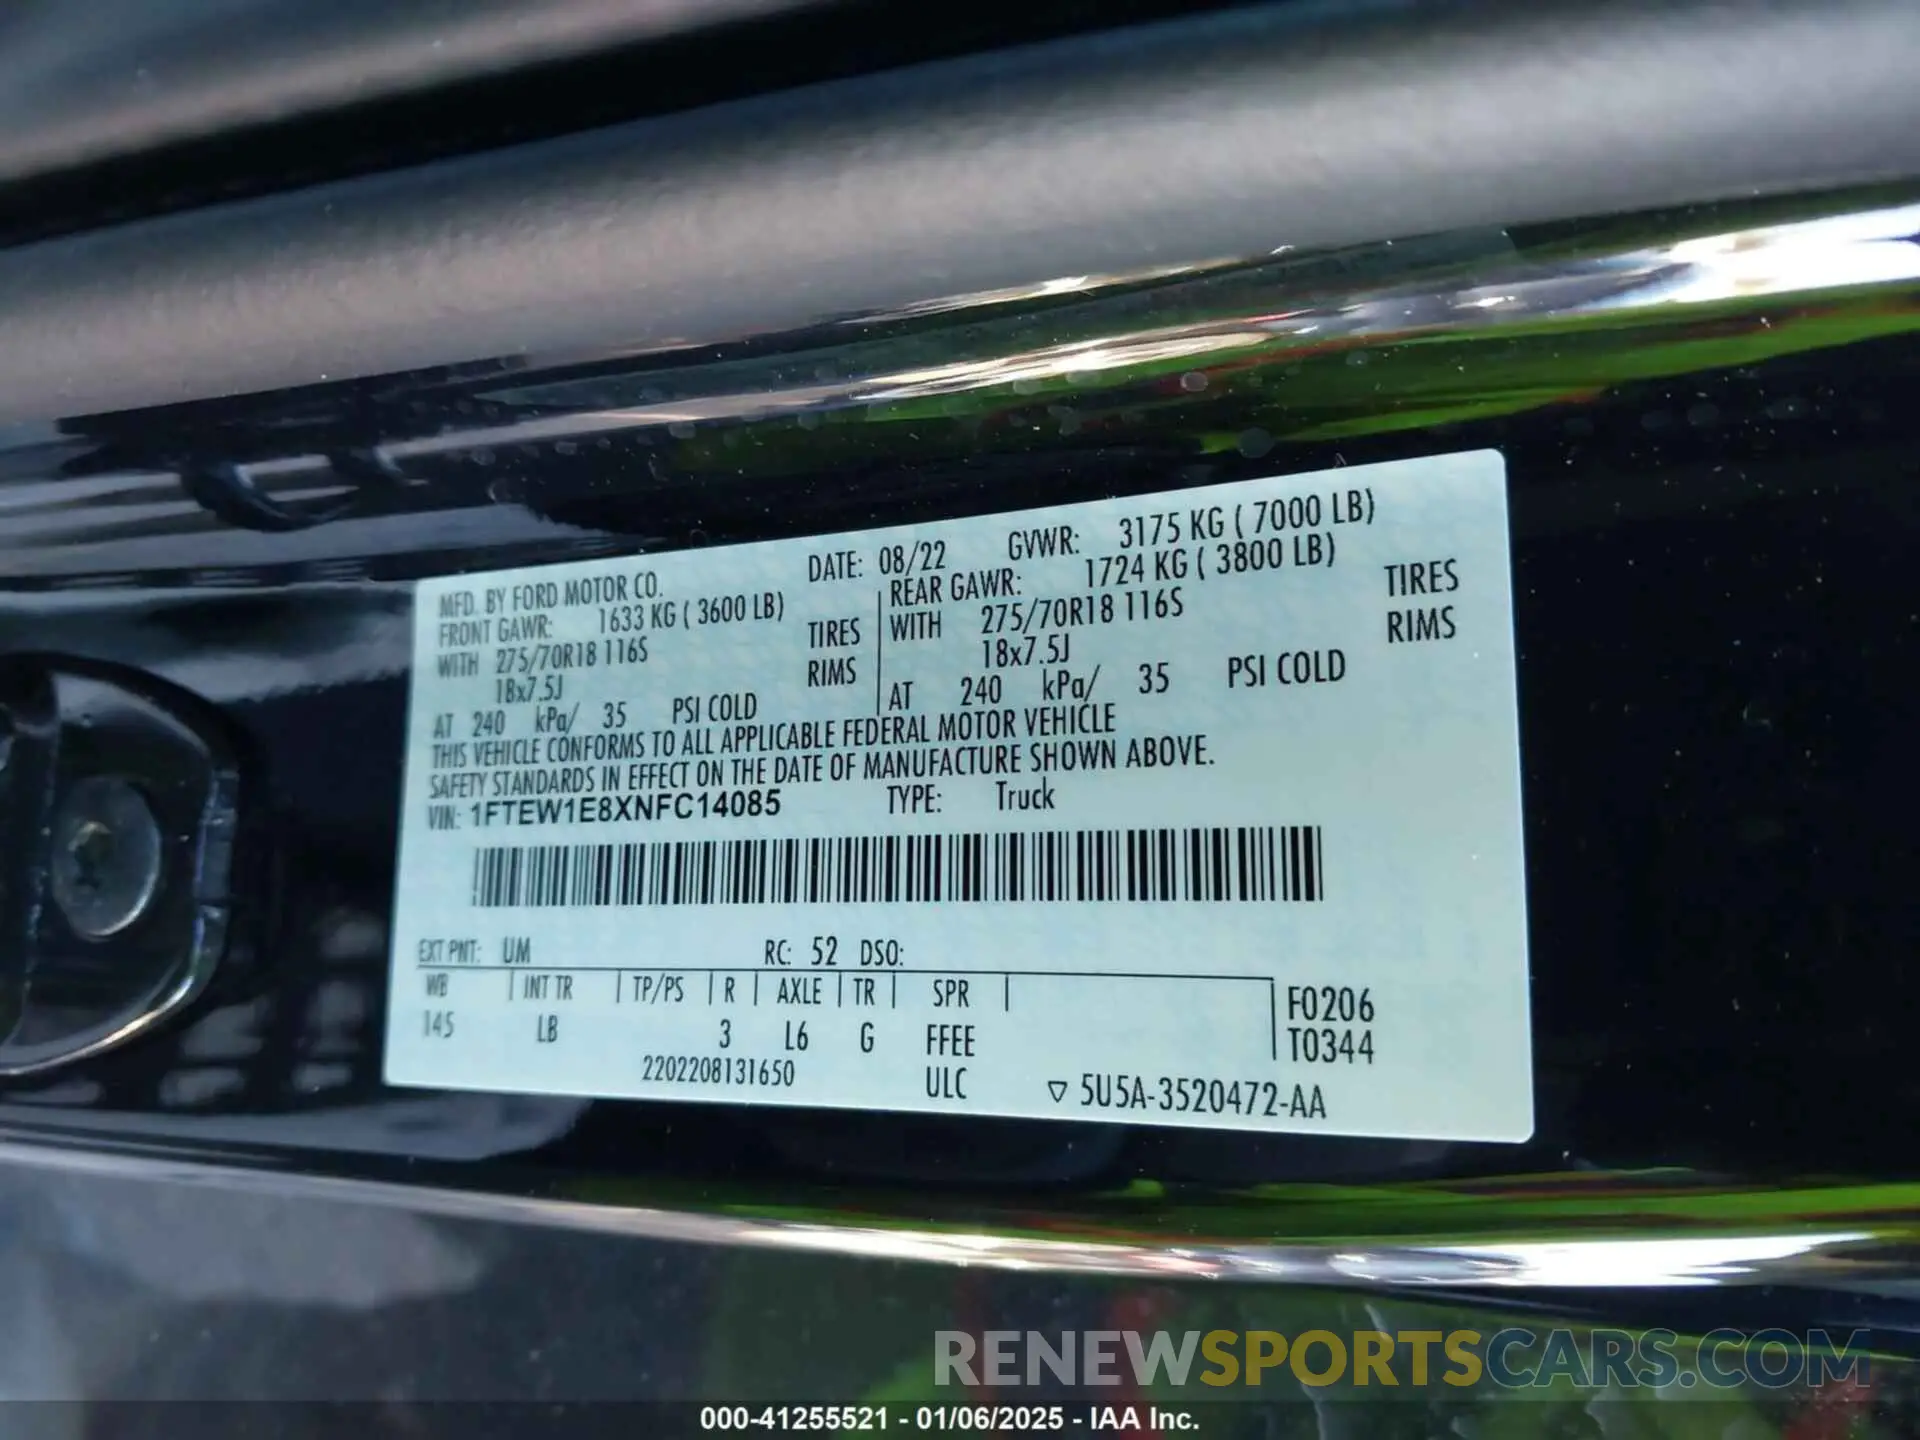 MFD. BY FORD MOTOR CO. DATE: 08/22 GVWR: 3175 KG ( 7000 LB)
FRONT GAWR: 1633 KG ( 3600 LB) REAR GAWR: 1724 KG ( 3800 LB)
WITH 275/70R18 116S TIRES WITH 275/70R18 116S TIRES
18x7.5J RIMS 18x7.5J RIMS
AT 240 kPa/ 35 PSI COLD AT 240 kPa/ 35 PSI COLD
THIS VEHICLE CONFORMS TO ALL APPLICABLE FEDERAL MOTOR VEHICLE
SAFETY STANDARDS IN EFFECT ON THE DATE OF MANUFACTURE SHOWN ABOVE.
VIN: 1FTEW1E8XNFC14085 TYPE: Truck
EXT PNT: UM RC: 52 DSO:
WB INT TR TP/PS R AXLE TR SPR F0206
145 LB 3 L6 G FFEE T0344
2202208131650 ULC ▽ 5U5A-3520472-AA
RENEWSPORTSCARS.COM
000-41255521 - 01/06/2025 - IAA Inc.